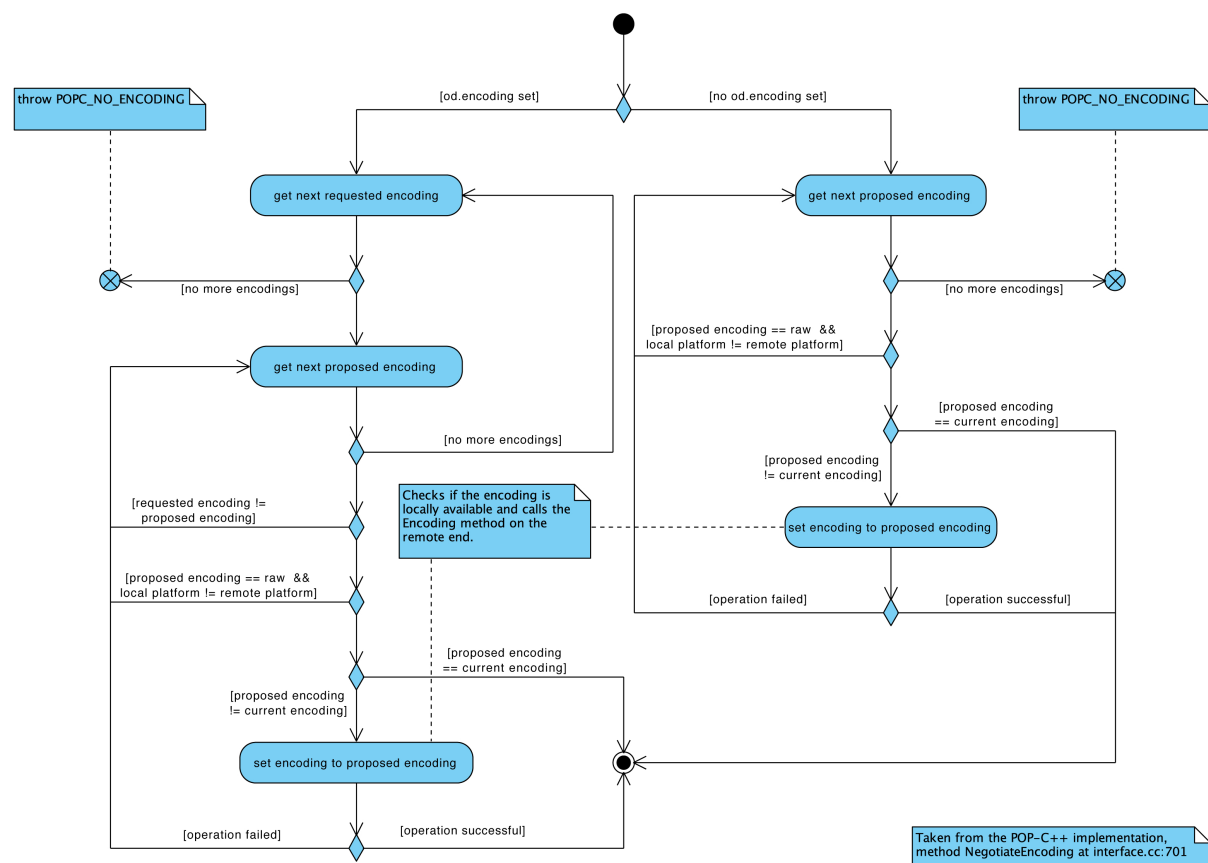 [od.encoding set]
[no od.encoding set]
throw POPC_NO_ENCODING
throw POPC_NO_ENCODING
get next requested encoding
get next proposed encoding
[no more encodings]
[no more encodings]
[proposed encoding == raw &&
local platform != remote platform]
get next proposed encoding
[proposed encoding
== current encoding]
[no more encodings]
[proposed encoding
!= current encoding]
[requested encoding !=
proposed encoding]
Checks if the encoding is
locally available and calls the
Encoding method on the
remote end.
set encoding to proposed encoding
[proposed encoding == raw &&
local platform != remote platform]
[operation failed]
[operation successful]
[proposed encoding
== current encoding]
[proposed encoding
!= current encoding]
set encoding to proposed encoding
[operation failed]
[operation successful]
Taken from the POP-C++ implementation,
method NegotiateEncoding at interface.cc:701